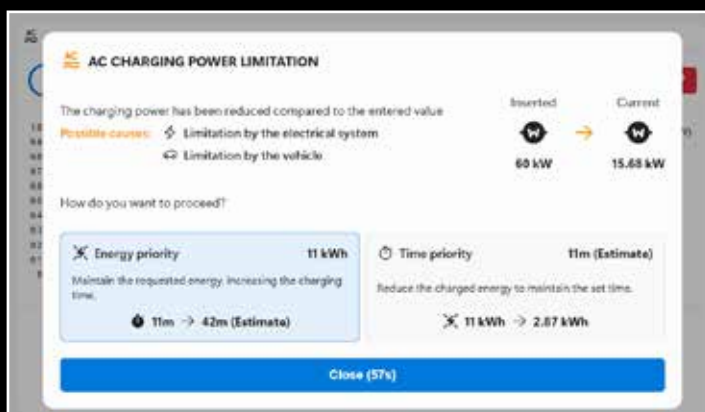 AC CHARGING POWER LIMITATION
The charging power has been reduced compared to the entered value
Possible causes: Limitation by the electrical system
Limitation by the vehicle
Inserted
Current
60 kW
15.68 kW
How do you want to proceed?
Energy priority 11 kWh
Maintain the requested energy, increasing the charging
time.
11m → 42m (Estimate)
Time priority 11m (Estimate)
Reduce the charged energy to maintain the set time.
11 kWh → 2.87 kWh
Close (57s)